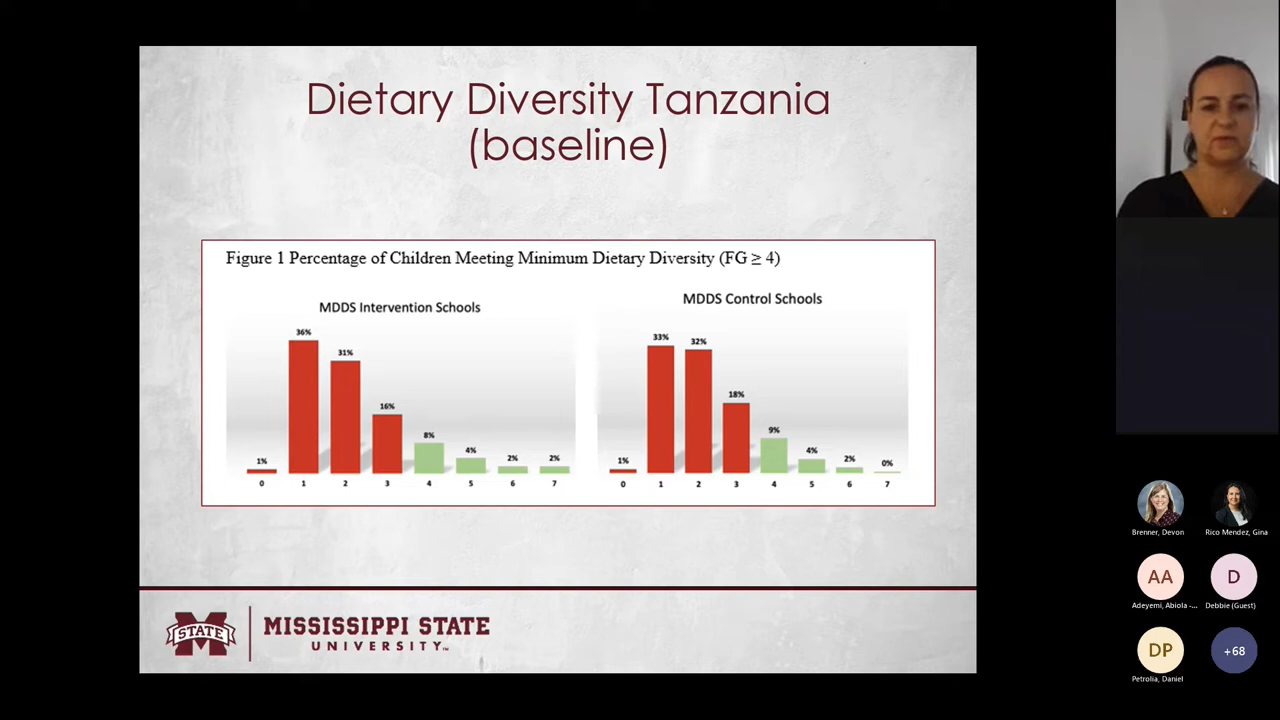 Dietary Diversity Tanzania
(baseline)
Figure 1 Percentage of Children Meeting Minimum Dietary Diversity (FG ≥ 4)
MDDS Intervention Schools
36%
31%
16%
8%
4%
2%
2%
1%
0 1 2 3 4 5 6 7
MDDS Control Schools
33%
32%
18%
9%
4%
2%
0%
1%
0 1 2 3 4 5 6 7
STATE
MISSISSIPPI STATE
UNIVERSITY™
Brenner, Devon
Rico Mendez, Gina
AA
D
Adeyemi, Abiola -...
Debbie (Guest)
DP
+68
Petrolia, Daniel